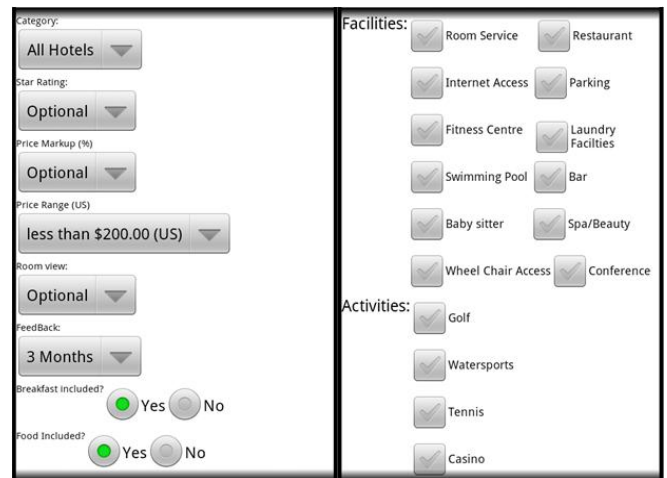 Category:
All Hotels
Star Rating:
Optional
Price Markup (%)
Optional
Price Range (US)
less than $200.00 (US)
Room view:
Optional
FeedBack:
3 Months
Breakfast included?
Yes No
Food Included?
Yes No
Facilities:
Room Service Restaurant
Internet Access Parking
Fitness Centre Laundry
Facilties
Swimming Pool Bar
Baby sitter Spa/Beauty
Wheel Chair Access Conference
Activities:
Golf
Watersports
Tennis
Casino